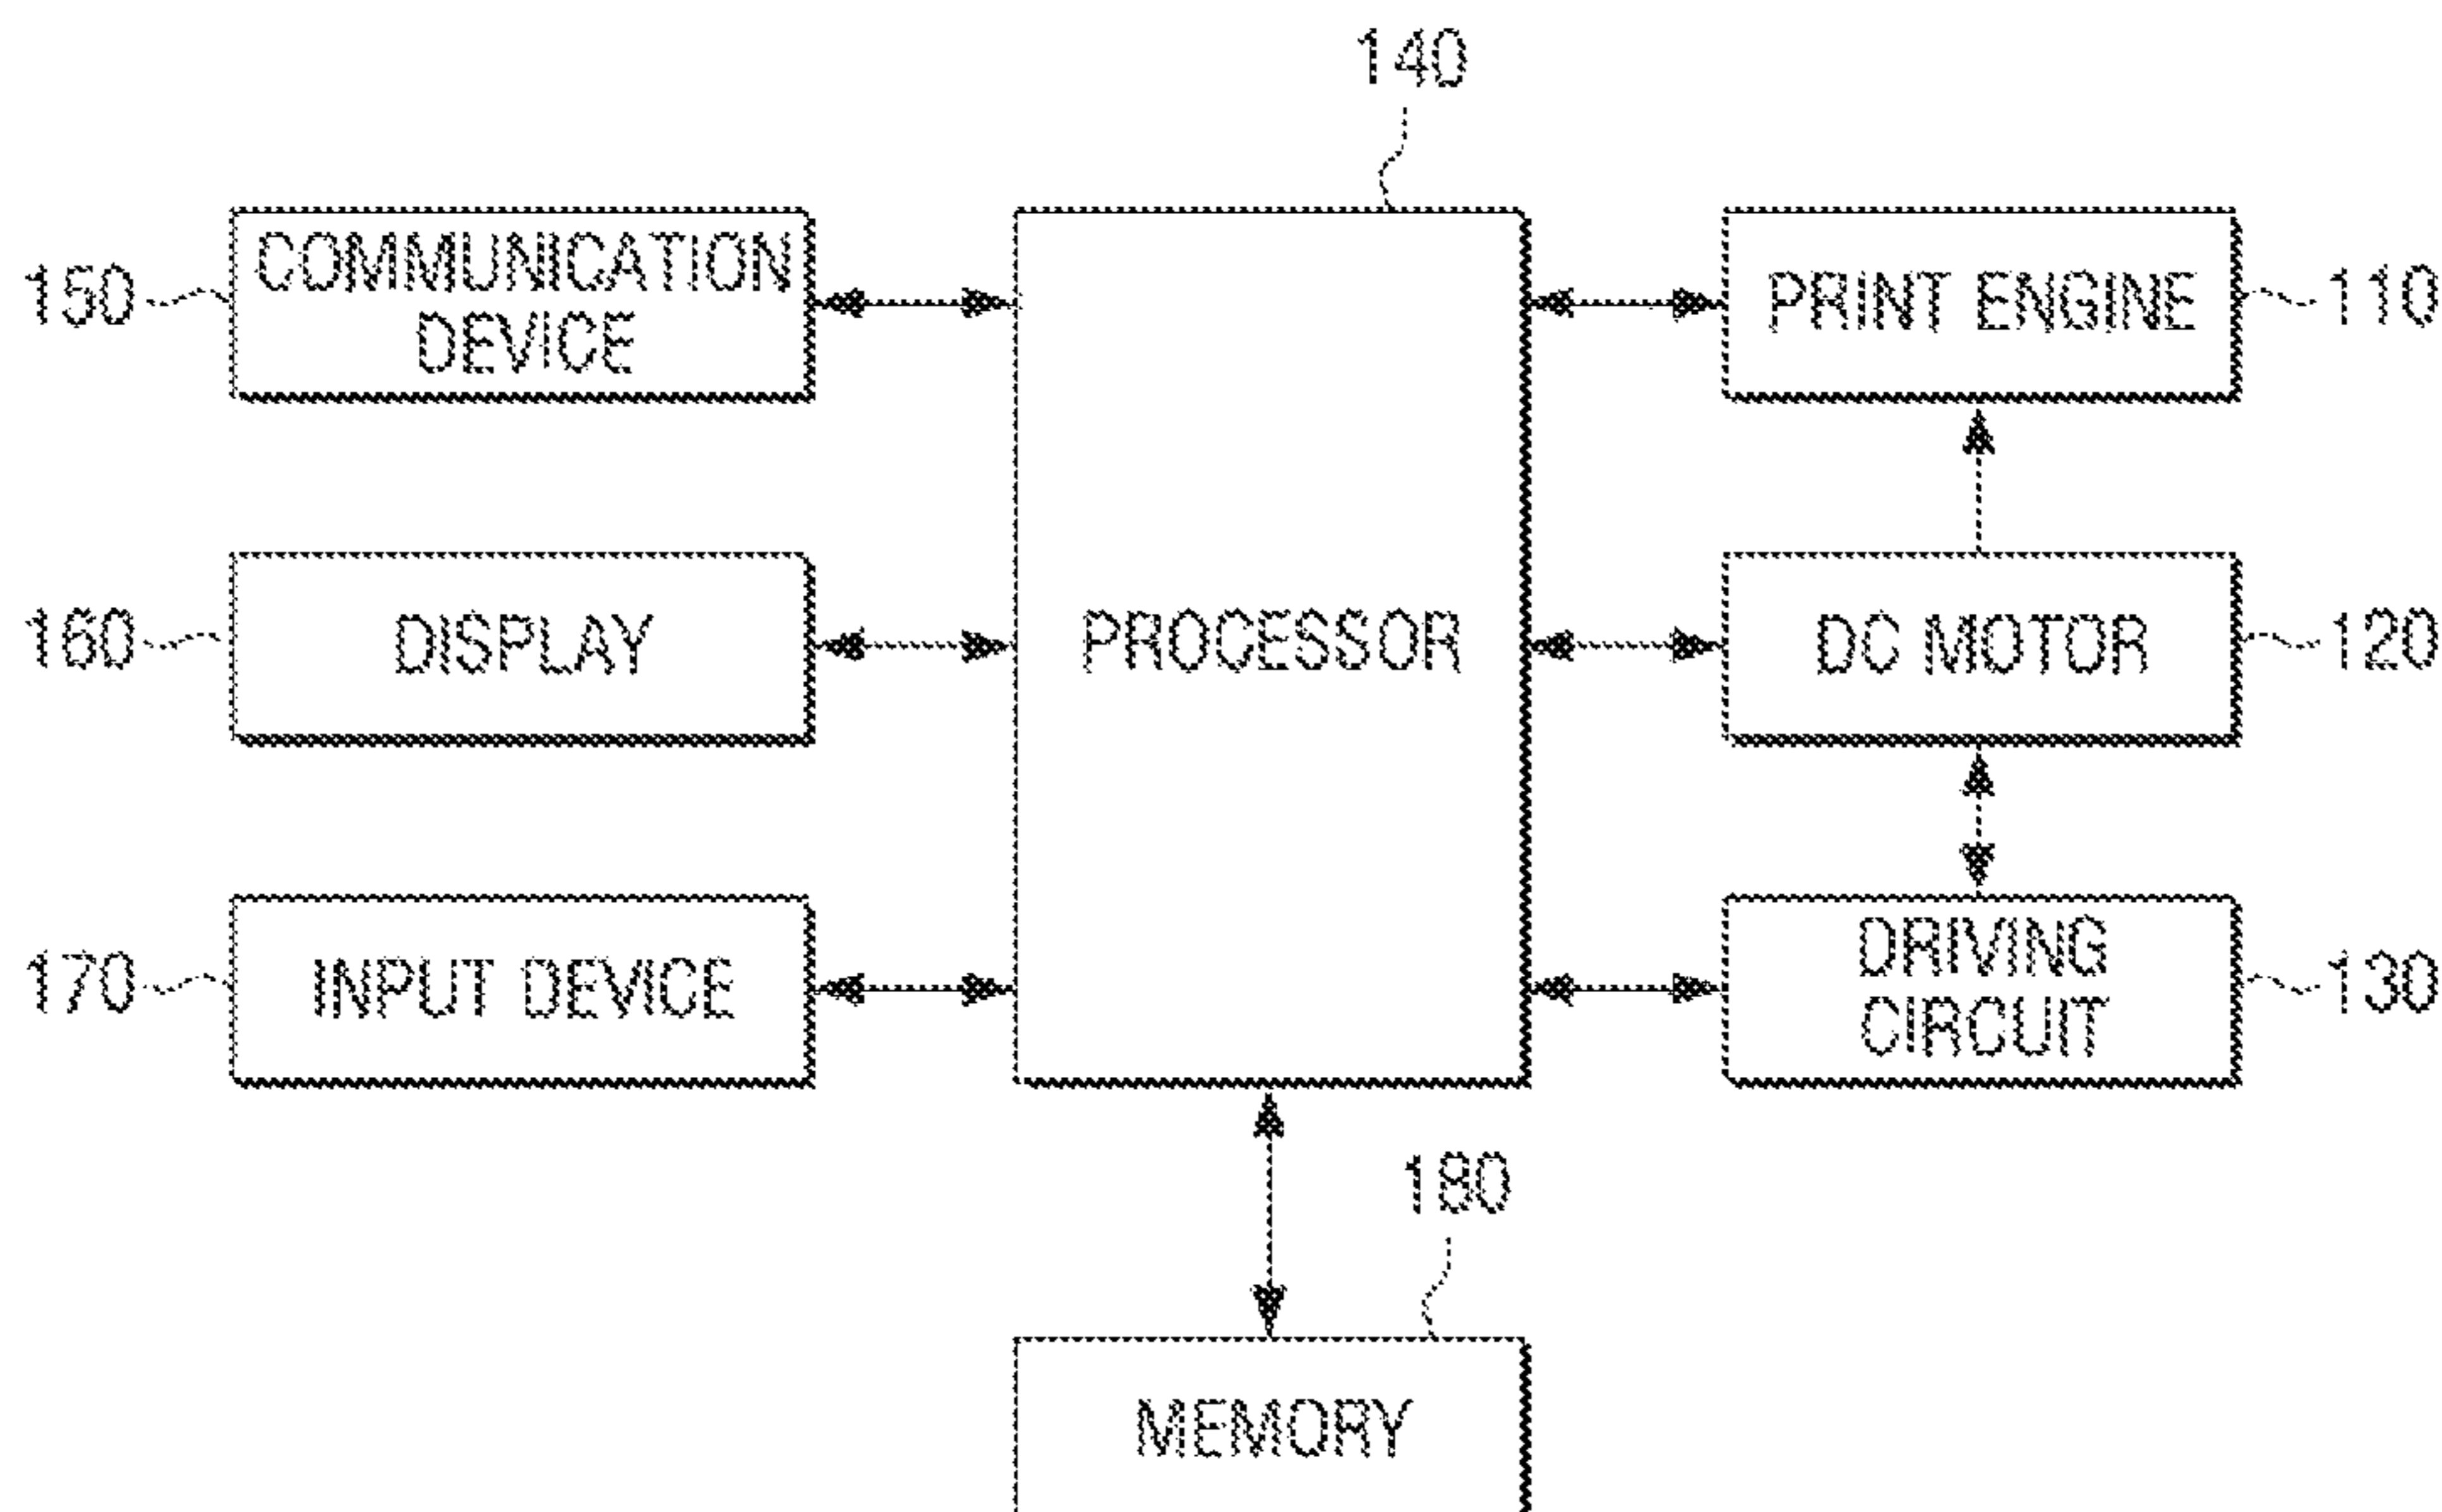 140
150
COMMUNICATION
DEVICE
PRINT ENGINE
110
160
DISPLAY
PROCESSOR
DC MOTOR
120
170
INPUT DEVICE
DRIVING
CIRCUIT
130
180
MEMORY